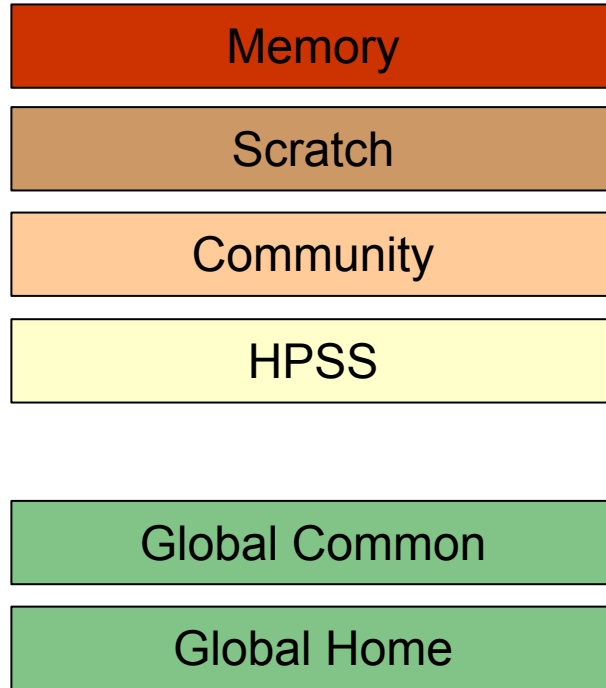 Memory
Scratch
Community
HPSS
Global Common
Global Home